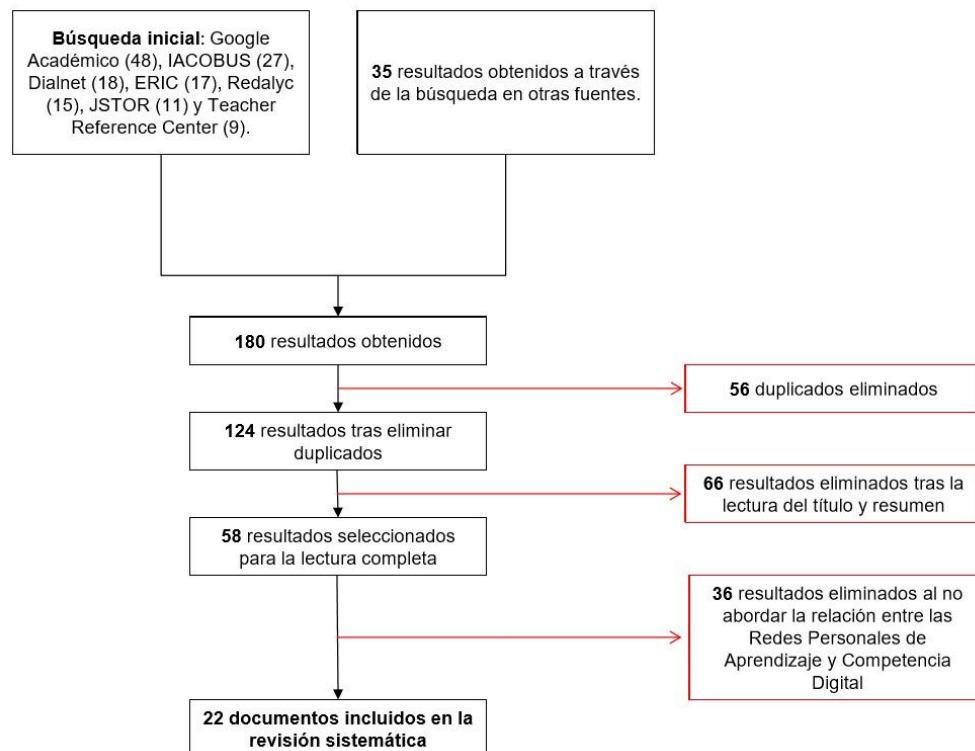 Búsqueda inicial: Google
Académico (48), IACOBUS (27),
Dialnet (18), ERIC (17), Redalyc
(15), JSTOR (11) y Teacher
Reference Center (9).
35 resultados obtenidos a través
de la búsqueda en otras fuentes.
180 resultados obtenidos
56 duplicados eliminados
124 resultados tras eliminar
duplicados
66 resultados eliminados tras la
lectura del título y resumen
58 resultados seleccionados
para la lectura completa
36 resultados eliminados al no
abordar la relación entre las
Redes Personales de
Aprendizaje y Competencia
Digital
22 documentos incluidos en la
revisión sistemática